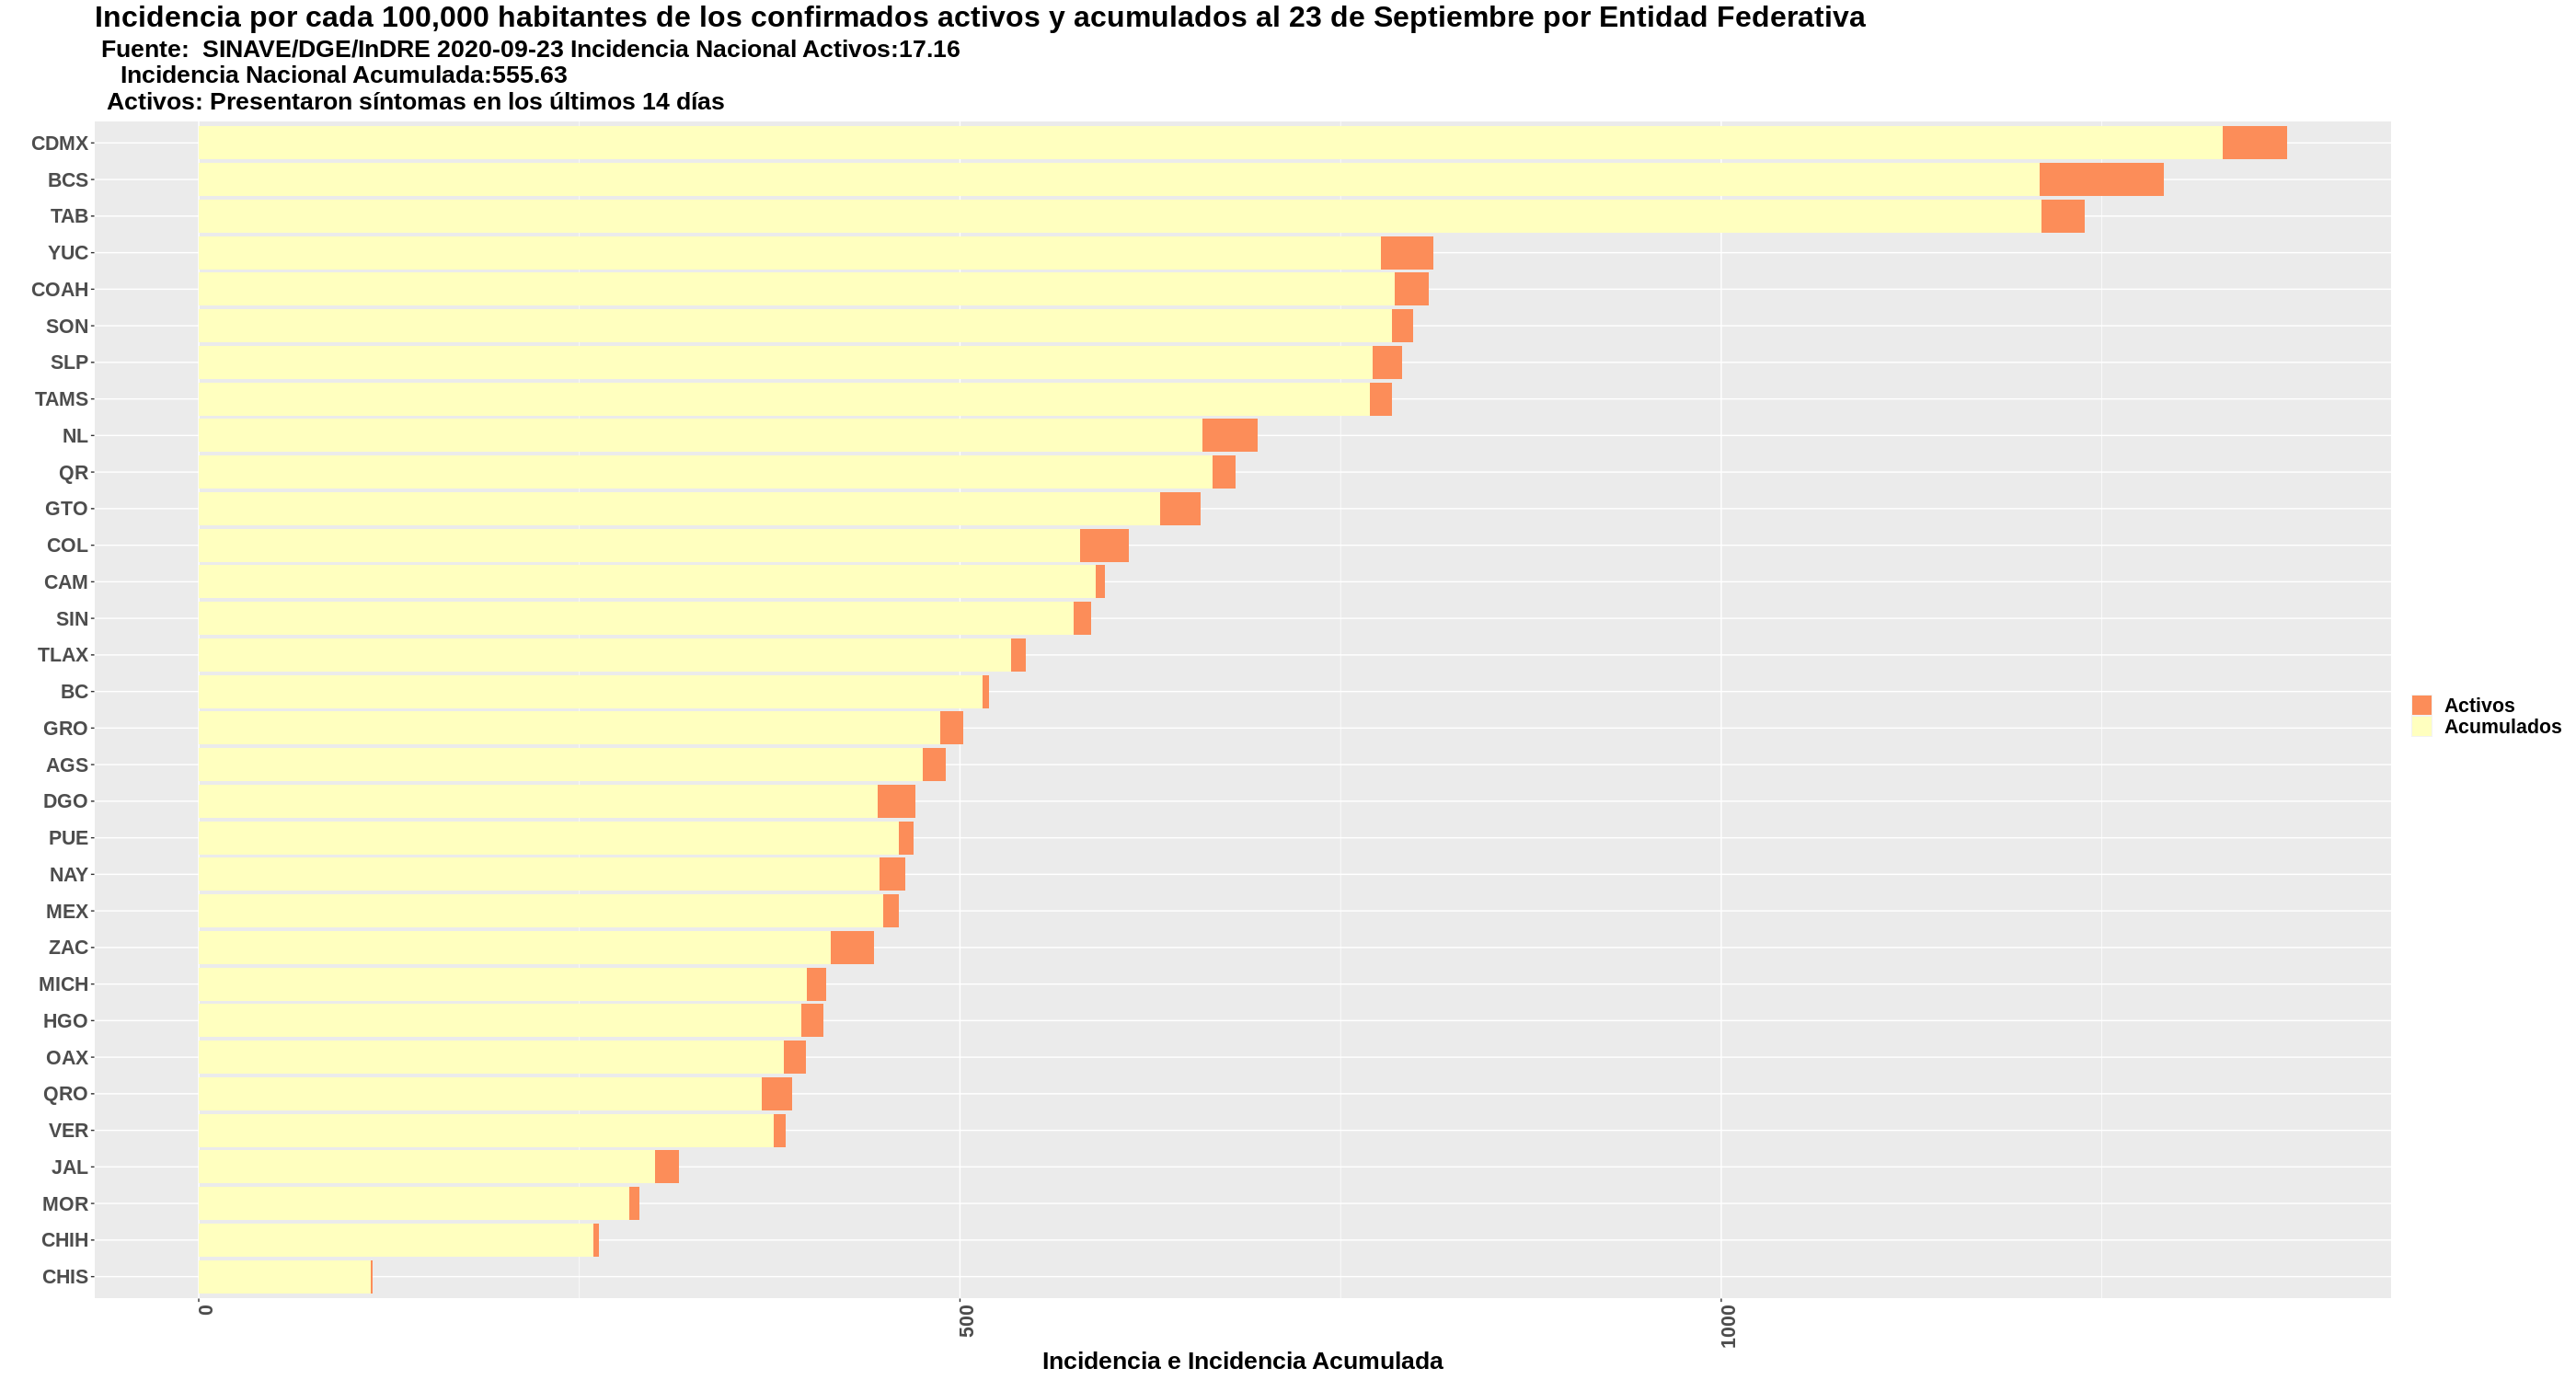 Incidencia por cada 100,000 habitantes de los confirmados activos y acumulados al 23 de Septiembre por Entidad Federativa
Fuente:  SINAVE/DGE/InDRE 2020-09-23 Incidencia Nacional Activos:17.16
Incidencia Nacional Acumulada:555.63
Activos: Presentaron síntomas en los últimos 14 días
CDMX
BCS
TAB
YUC
COAH
SON
SLP
TAMS
NL
QR
GTO
COL
CAM
SIN
TLAX
BC
GRO
AGS
DGO
PUE
NAY
MEX
ZAC
MICH
HGO
OAX
QRO
VER
JAL
MOR
CHIH
CHIS
0
500
1000
Incidencia e Incidencia Acumulada
Activos
Acumulados